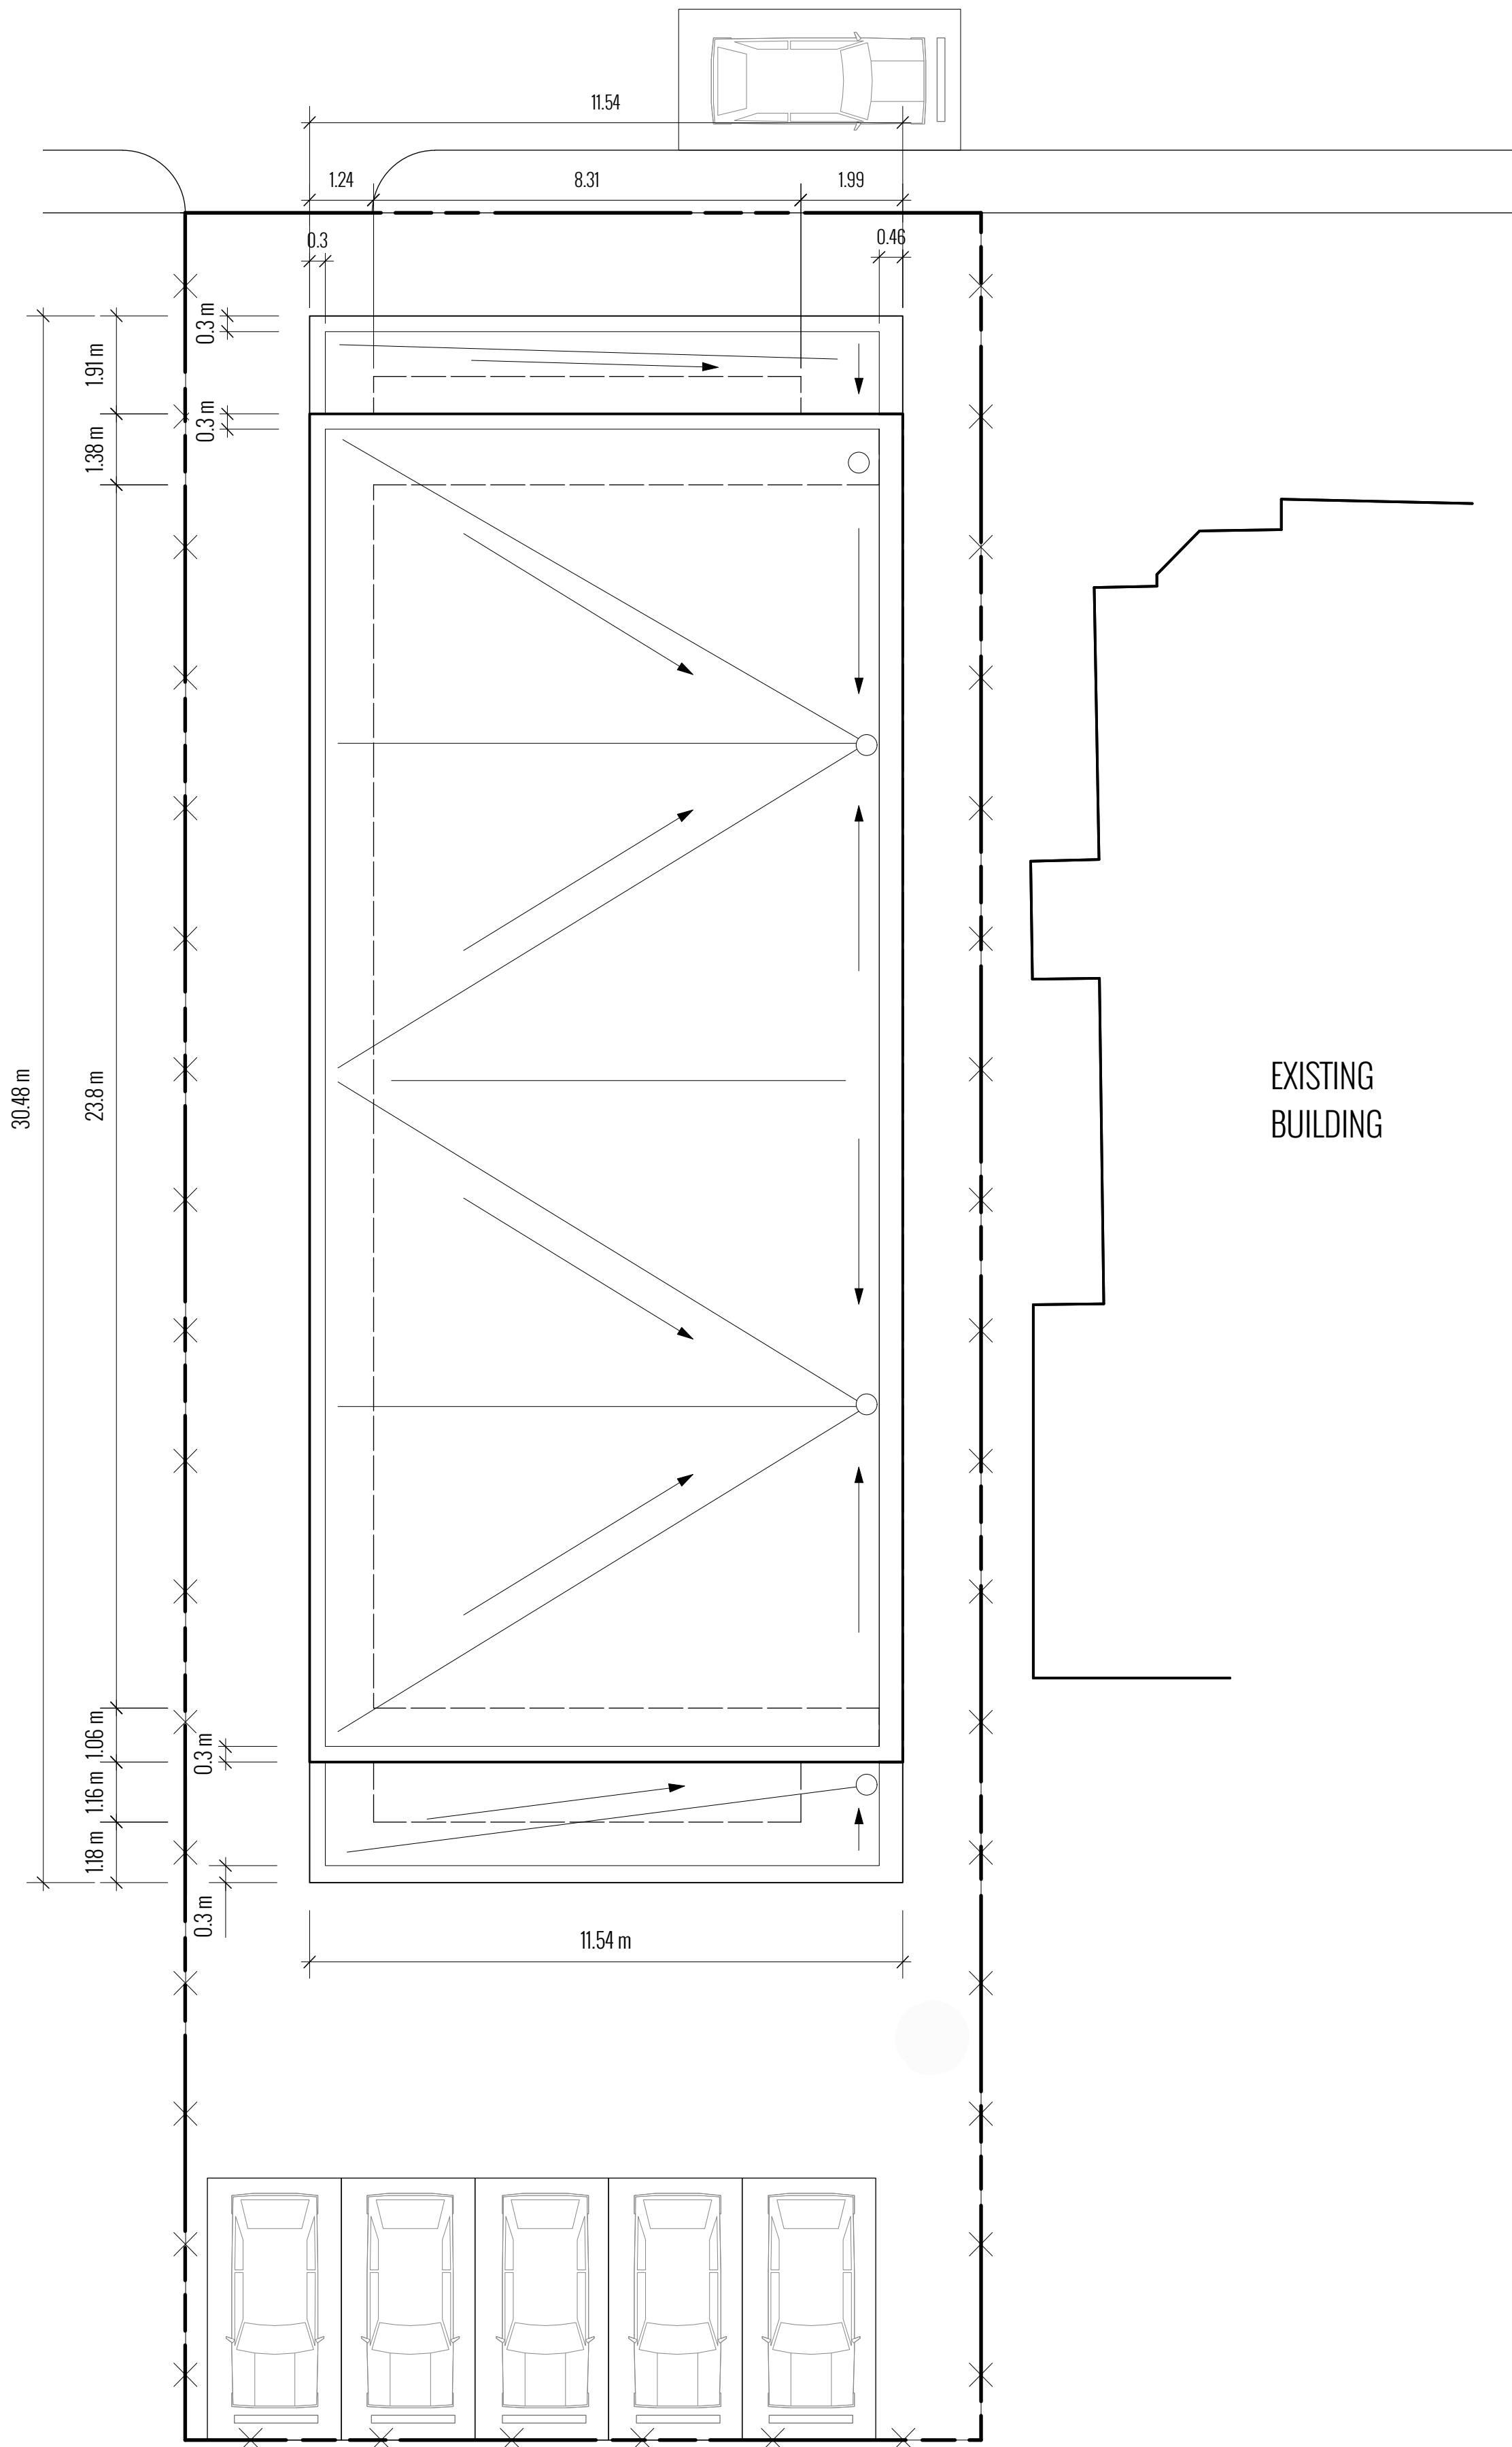 11.54
1.24
8.31
1.99
0.3
0.46
0.3 m
1.91 m
0.3 m
1.38 m
EXISTING
BUILDING
30.48 m
23.8 m
1.06 m
0.3 m
1.16 m
1.18 m
0.3 m
11.54 m